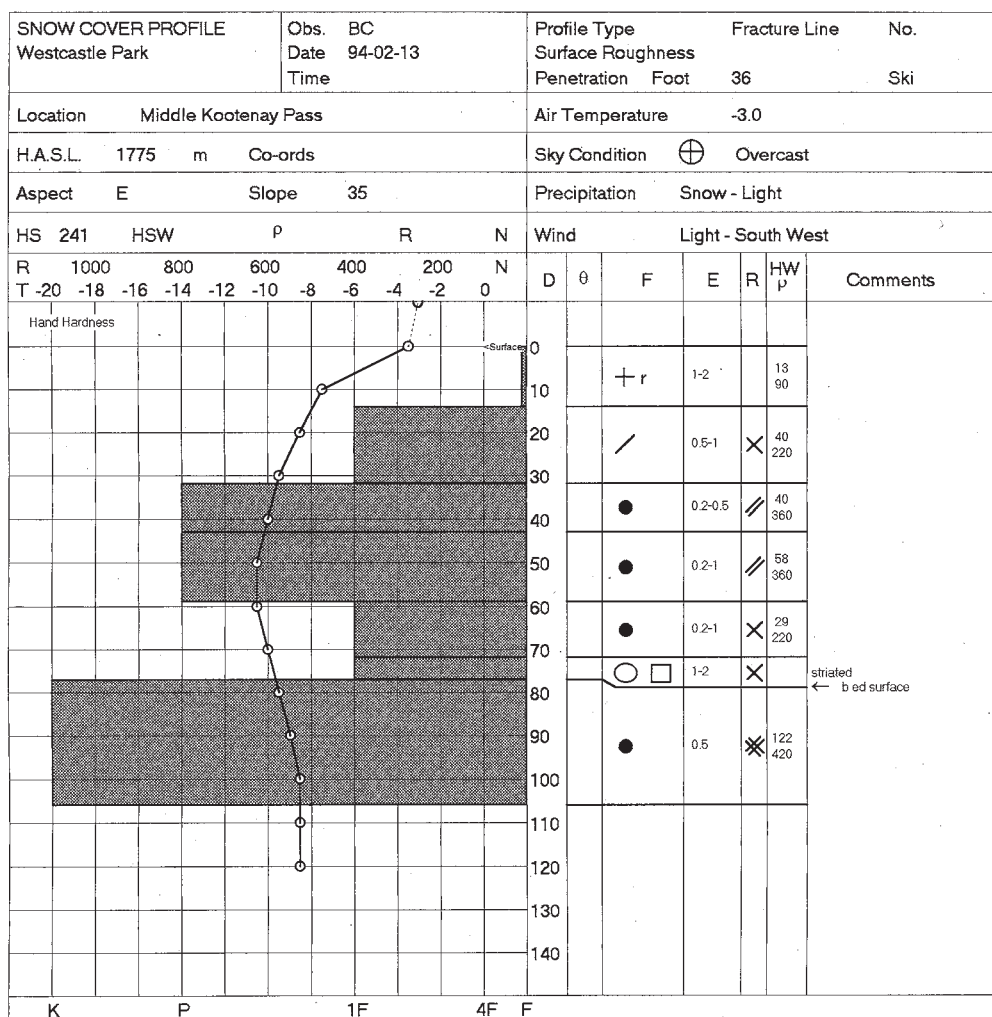 SNOW COVER PROFILE Obs. BC Profile Type Fracture Line No.
Westcastle Park Date 94-02-13 Surface Roughness
Time Penetration Foot 36 Ski
Location Middle Kootenay Pass Air Temperature -3.0
H.A.S.L. 1775 m Co-ords Sky Condition ⊕ Overcast
Aspect E Slope 35 Precipitation Snow - Light
HS 241 HSW ρ R N Wind Light - South West
R 1000 800 600 400 200 N D θ F E R HW ρ Comments
T -20 -18 -16 -14 -12 -10 -8 -6 -4 -2 0
Hand Hardness
<Surface> 0
+ r 1-2 13
90
10
20
0.5-1 40
220
30
0.2-0.5 40
360
40
50
0.2-1 58
360
60
0.2-1 29
220
70
1-2 striated
← b ed surface
80
90
0.5 122
420
100
110
120
130
140
K P 1F 4F F